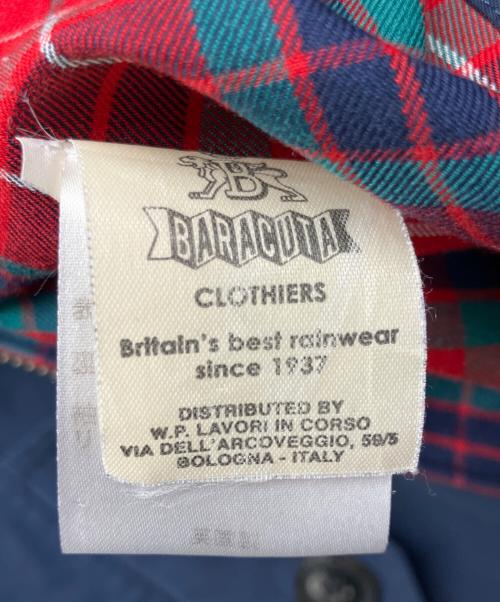 B
BARACUTA
CLOTHIERS
Britain's best rainwear
since 1937
DISTRIBUTED BY
W.P. LAVORI IN CORSO
VIA DELL'ARCOVEGGIO, 59/5
BOLOGNA - ITALY